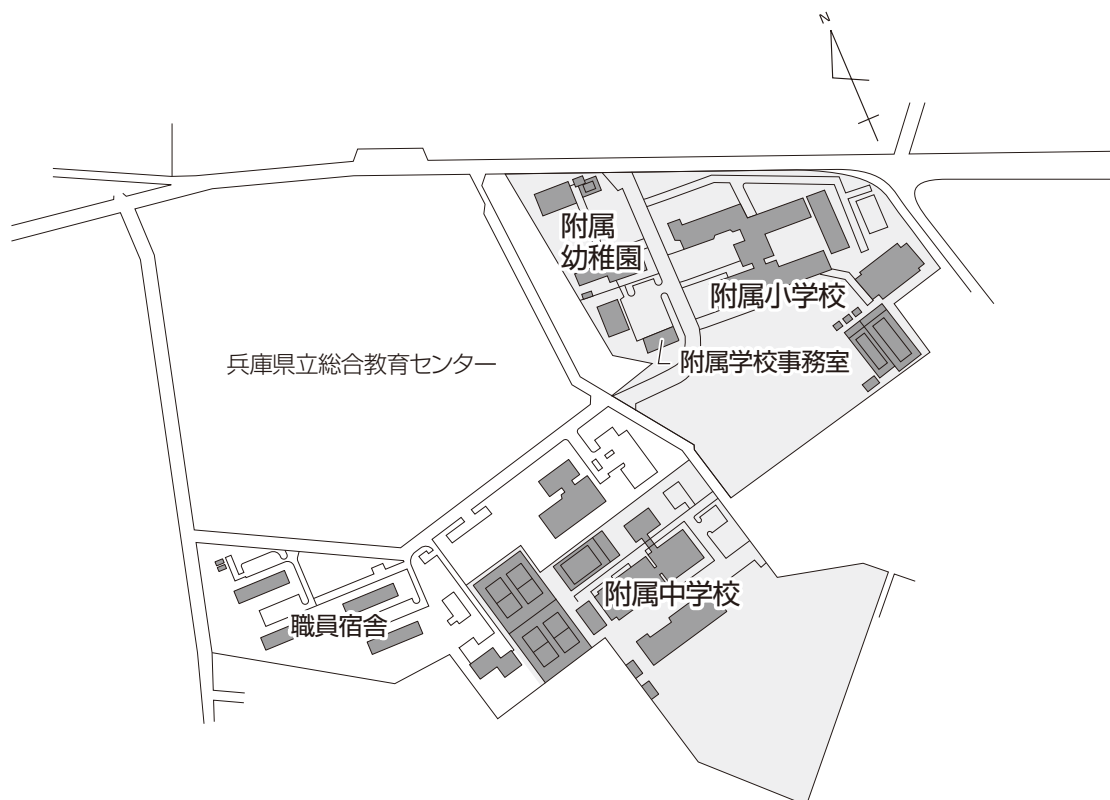 N
附属
幼稚園
附属小学校
附属学校事務室
兵庫県立総合教育センター
附属中学校
職員宿舎